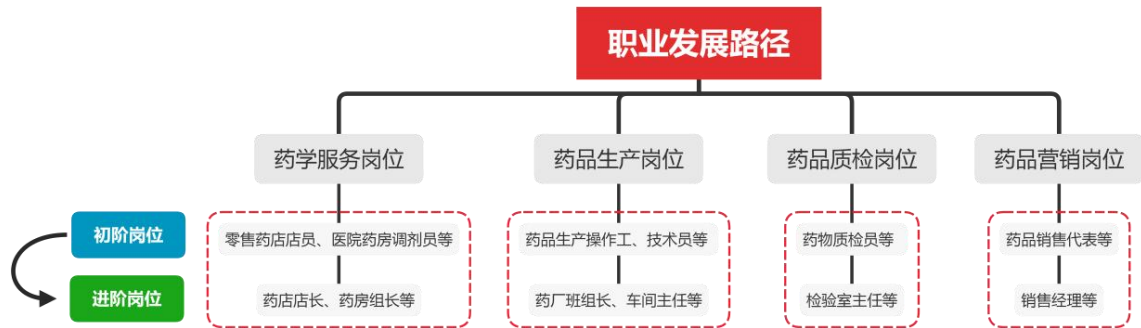 职业发展路径
药学服务岗位
药品生产岗位
药品质检岗位
药品营销岗位
初阶岗位
零售药店店员、医院药房调剂员等
药品生产操作工、技术员等
药物质检员等
药品销售代表等
进阶岗位
药店店长、药房组长等
药厂班组长、车间主任等
检验室主任等
销售经理等